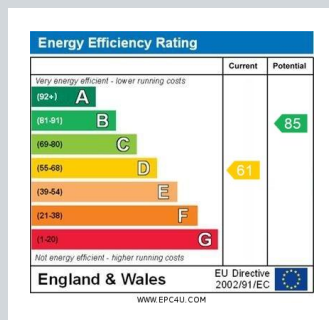 Energy Efficiency Rating
Current Potential
Very energy efficient - lower running costs
(92+) A
(81-91) B
85
(69-80) C
(55-68) D
61
(39-54) E
(21-38) F
(1-20) G
Not energy efficient - higher running costs
England & Wales
EU Directive
2002/91/EC
WWW.EPC4U.COM